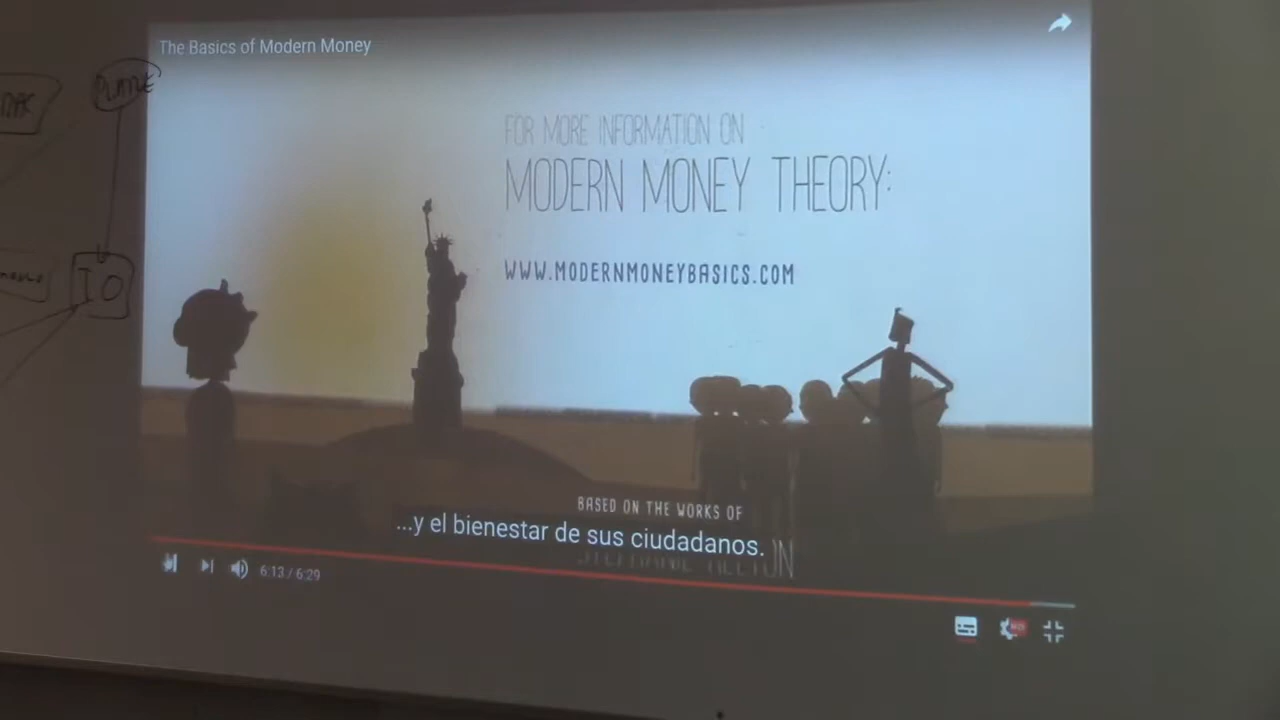 The Basics of Modern Money
FOR MORE INFORMATION ON
MODERN MONEY THEORY:
WWW.MODERNMONEYBASICS.COM
BASED ON THE WORKS OF
...y el bienestar de sus ciudadanos.
6:13 / 6:29
IO